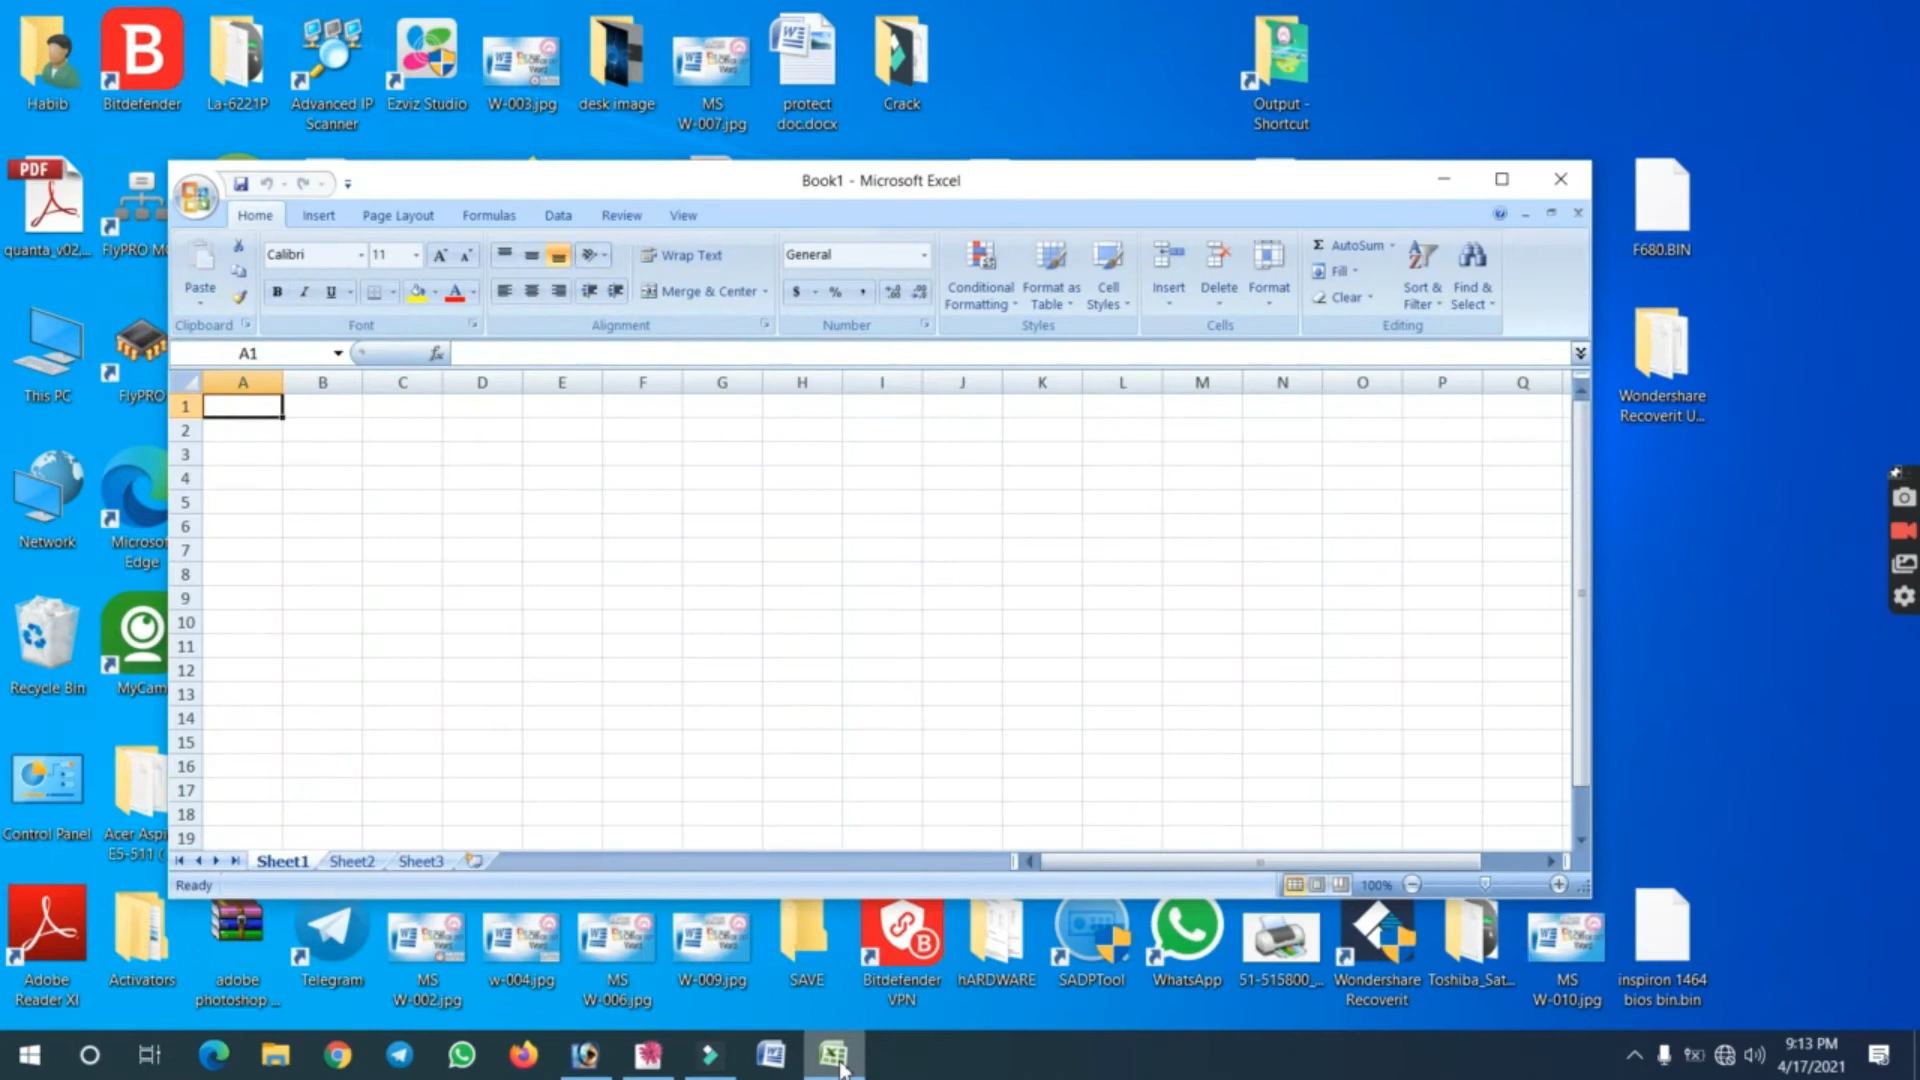 Habib
Bitdefender
La-6221P
Advanced IP
Scanner
Ezviz Studio
W-003.jpg
desk image
MS
W-007.jpg
protect
doc.docx
Crack
Output -
Shortcut
PDF
quanta_v02,...
FlyPRO M
F680.BIN
Book1 - Microsoft Excel
Home Insert Page Layout Formulas Data Review View
Calibri 11
Wrap Text
General
Paste
B I U
Merge & Center
$ % ,
Conditional
Formatting
Format as
Table
Cell
Styles
Insert
Delete
Format
Σ AutoSum
Fill
Clear
Sort &
Filter
Find &
Select
Clipboard Font Alignment Number Styles Cells Editing
A1 fx
A B C D E F G H I J K L M N O P Q
1
2
3
4
5
6
7
8
9
10
11
12
13
14
15
16
17
18
19
Sheet1 Sheet2 Sheet3
Ready
100%
This PC
FlyPRO
Wondershare
Recoverit U...
Network
Microsof
Edge
Recycle Bin
MyCam
Control Panel
Acer Aspi
E5-511 (
Adobe
Reader XI
Activators
adobe
photoshop ...
Telegram
MS
W-002.jpg
w-004.jpg
MS
W-006.jpg
W-009.jpg
SAVE
Bitdefender
VPN
hARDWARE
SADPTool
WhatsApp
51-515800_...
Wondershare
Recoverit
Toshiba_Sat...
MS
W-010.jpg
inspiron 1464
bios bin.bin
9:13 PM
4/17/2021